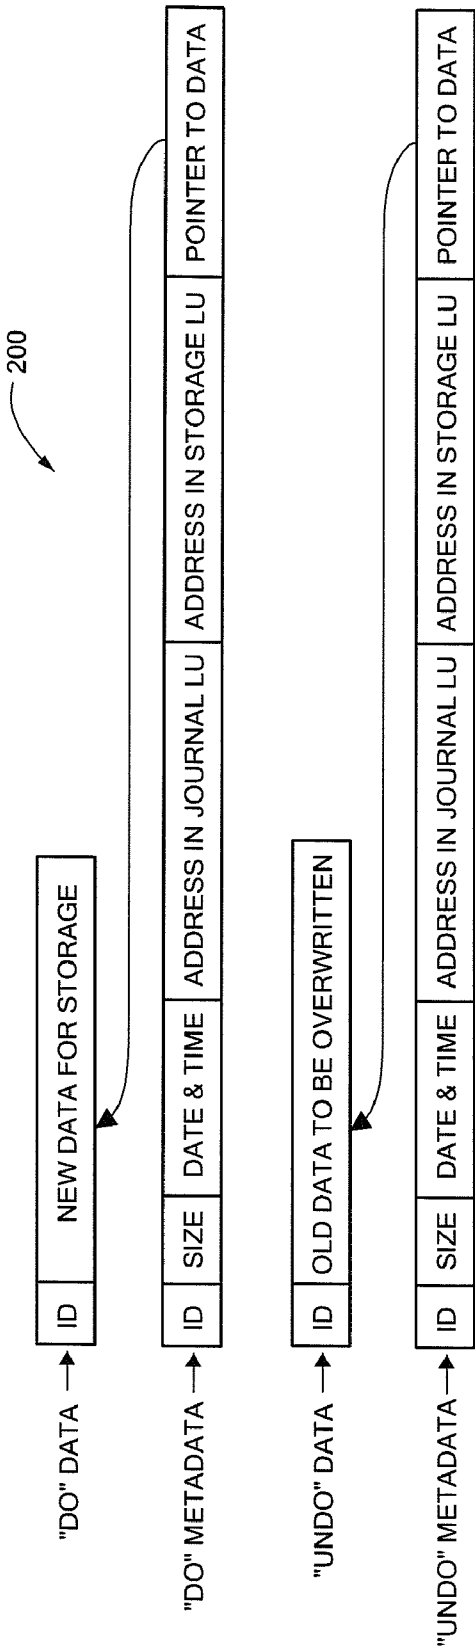 200
"DO" DATA ID NEW DATA FOR STORAGE
"DO" METADATA ID SIZE DATE & TIME ADDRESS IN JOURNAL LU ADDRESS IN STORAGE LU POINTER TO DATA
"UNDO" DATA ID OLD DATA TO BE OVERWRITTEN
"UNDO" METADATA ID SIZE DATE & TIME ADDRESS IN JOURNAL LU ADDRESS IN STORAGE LU POINTER TO DATA